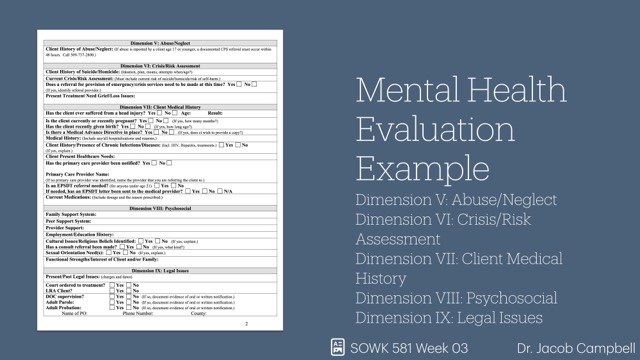 Dimension V: Abuse/Neglect
Client History of Abuse/Neglect: (If abuse is reported by a client age 17 or younger, a documented CPS referral must occur within
48 hours. Call 509-737-2800.)
Dimension VI: Crisis/Risk Assessment
Client History of Suicide/Homicide: (Ideation, plan, means, attempts when/how?)
Current Crisis/Risk Assessment: (Must include current risk of suicide/homicide/risk of self-harm.)
Does a referral for provision of emergency/crisis services need to be made at this time? Yes No
(If yes, identify referral provider.)
Present Treatment Need Grief/Loss Issues:
Dimension VII: Client Medical History
Has the client ever suffered from a head injury? Yes No Age: Result:
Is the client currently or recently pregnant? Yes No (If yes, how many months?)
Has the client recently given birth? Yes No (If yes, how long ago?)
Is there a Medical Advance Directive in place? Yes No (If yes, does cl wish to provide a copy?)
Medical History: (Include any/all hospitalizations and reasons.)
Client History/Presence of Chronic Infections/Diseases: (Incl. HIV, Hepatitis, treatments.) Yes No
(If yes, explain.)
Client Present Healthcare Needs:
Has the primary care provider been notified? Yes No
Primary Care Provider Name:
(If no primary care provider was identified, name the provider they were referred to for client care.)
Is an EPSDT referral needed? (for anyone under age 21) Yes No
If needed, has an EPSDT letter been sent to the medical provider? Yes No N/A
Current Medications: (Include dosage and the reason prescribed.)
Dimension VIII: Psychosocial
Family Support System:
Peer Support System:
Provider Support:
Employment/Education History:
Cultural Issues/Religious Beliefs Identified: Yes No (If yes, explain.)
Has a consult referral been made? Yes No (If yes, what kind?)
Sexual Orientation Need(s): Yes No (If yes, explain.)
Functional Strengths/Interests of Client and/or Family:
Dimension IX: Legal Issues
Present/Past Legal Issues: (charges and dates)
Court ordered to treatment? Yes No
LRA Client? Yes No
DOC supervision? Yes No (If so, document evidence of oral or written notification.)
Adult Parole: Yes No (If so, document evidence of oral or written notification.)
Adult Probation: Yes No (If so, document evidence of oral or written notification.)
Name of PO: Phone Number: County:
2
Mental Health
Evaluation
Example
Dimension V: Abuse/Neglect
Dimension VI: Crisis/Risk
Assessment
Dimension VII: Client Medical
History
Dimension VIII: Psychosocial
Dimension IX: Legal Issues
SOWK 581 Week 03
Dr. Jacob Campbell